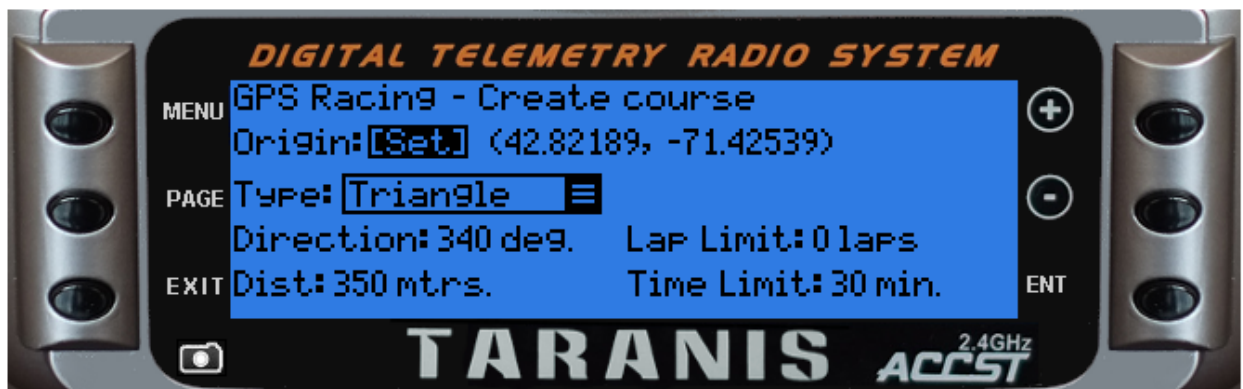 DIGITAL TELEMETRY RADIO SYSTEM
MENU
GPS Racing - Create course
Origin: [Set] (42.82189, -71.42539)
PAGE
Type: Triangle
Direction: 340 deg. Lap Limit: 0 laps
EXIT
Dist: 350 mtrs. Time Limit: 30 min.
+
-
ENT
TARANIS
2.4GHz
ACCST